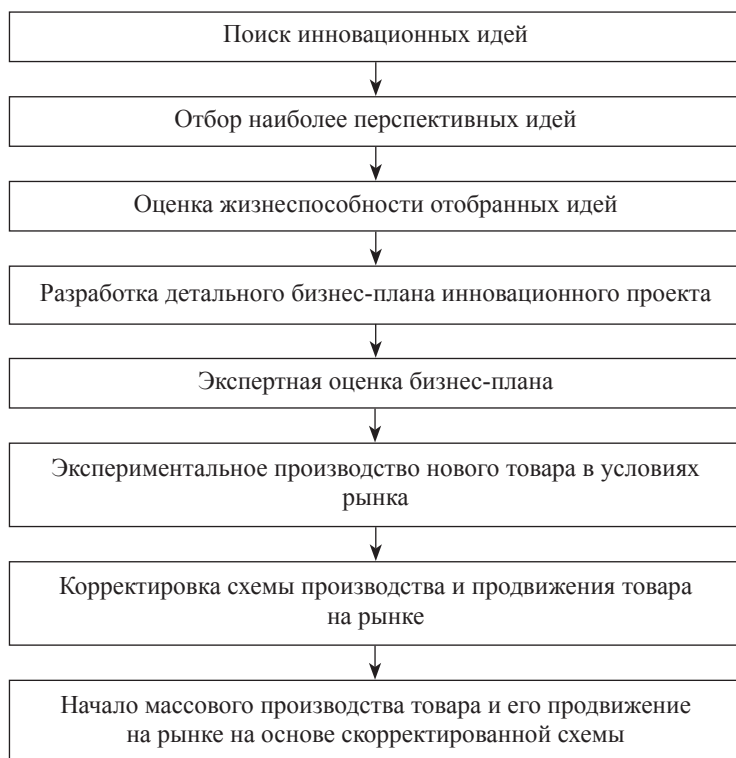 Поиск инновационных идей
Отбор наиболее перспективных идей
Оценка жизнеспособности отобранных идей
Разработка детального бизнес-плана инновационного проекта
Экспертная оценка бизнес-плана
Экспериментальное производство нового товара в условиях
рынка
Корректировка схемы производства и продвижения товара
на рынке
Начало массового производства товара и его продвижение
на рынке на основе скорректированной схемы